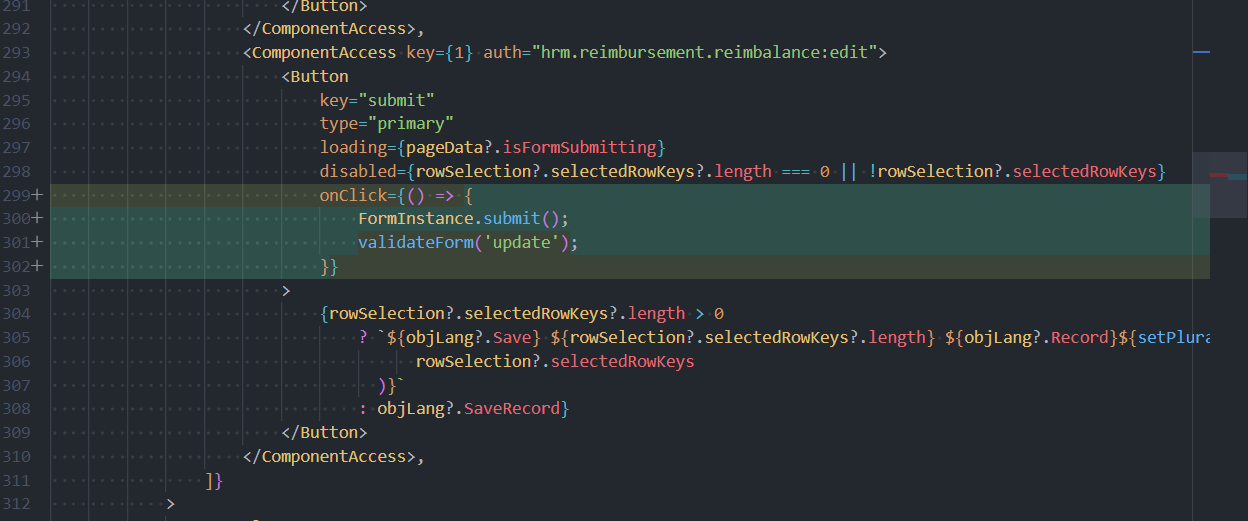 291 </Button>
292 </ComponentAccess>,
293 <ComponentAccess key={1} auth="hrm.reimbursement.reimbalance:edit">
294 <Button
295 key="submit"
296 type="primary"
297 loading={pageData?.isFormSubmitting}
298 disabled={rowSelection?.selectedRowKeys?.length === 0 || !rowSelection?.selectedRowKeys}
299+ onClick={() => {
300+ FormInstance.submit();
301+ validateForm('update');
302+ }}
303 >
304 {rowSelection?.selectedRowKeys?.length > 0
305 ? `${objLang?.Save} ${rowSelection?.selectedRowKeys?.length} ${objLang?.Record}${setPlura
306 rowSelection?.selectedRowKeys
307 )}`
308 : objLang?.SaveRecord}
309 </Button>
310 </ComponentAccess>,
311 ]}
312 >